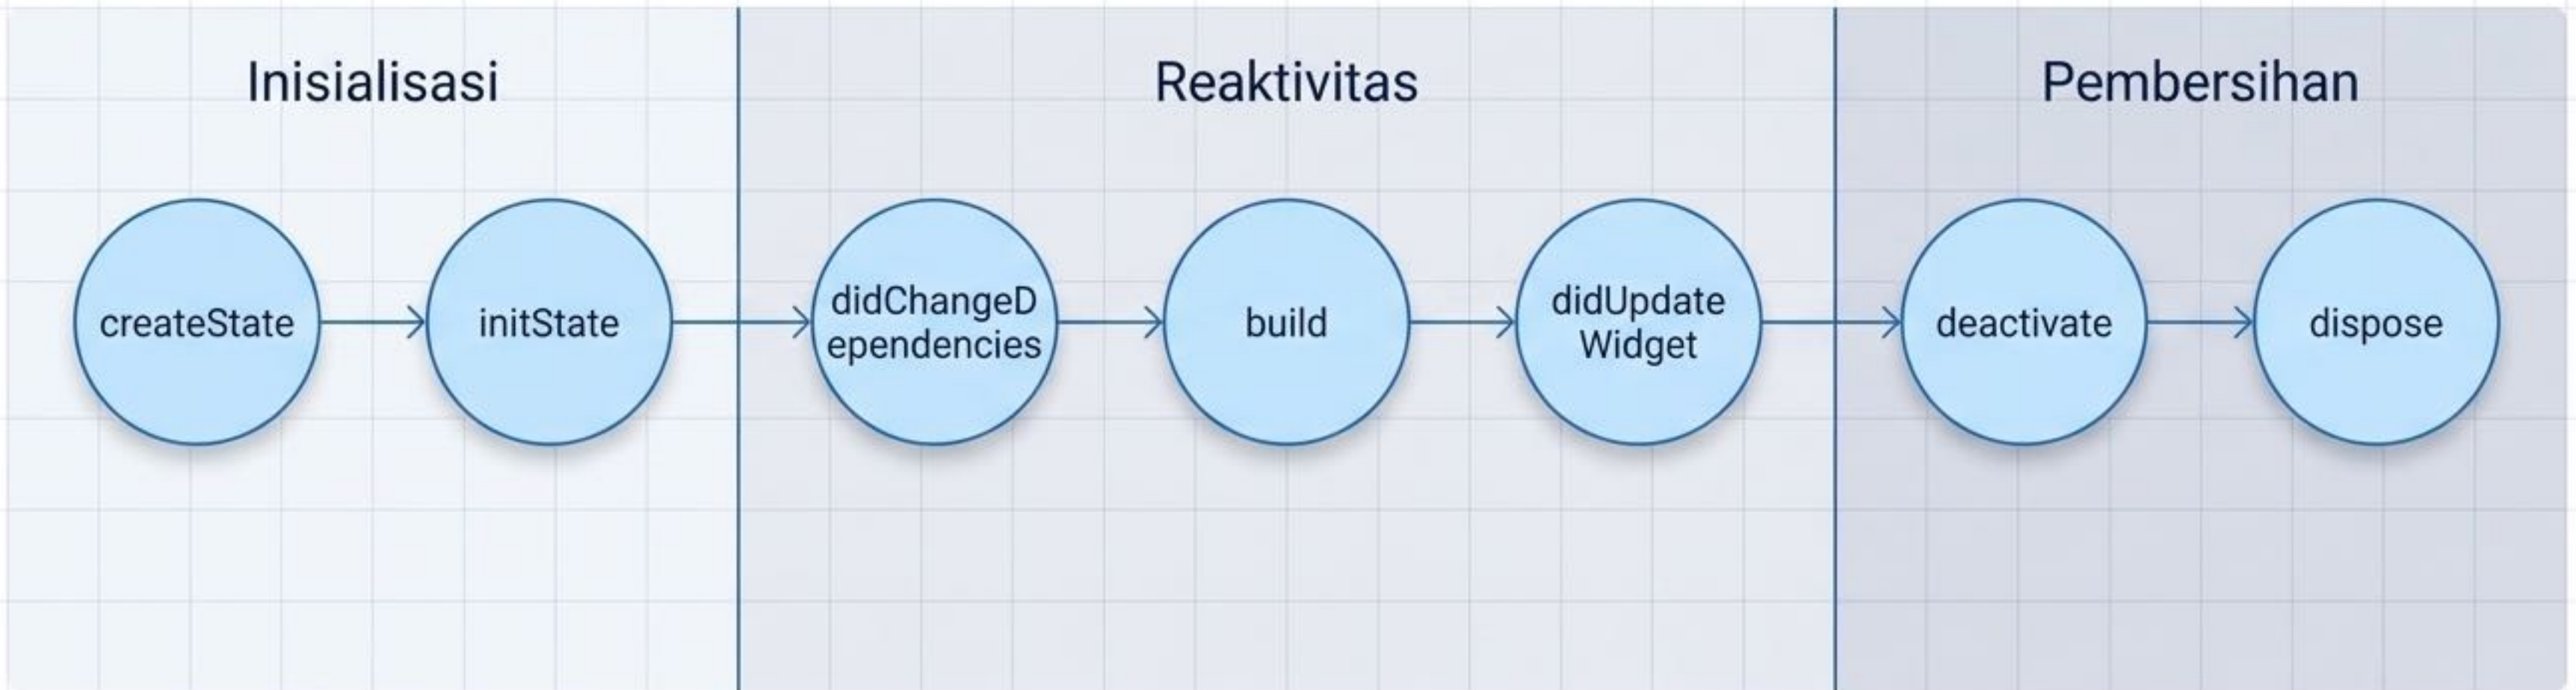 Inisialisasi
Reaktivitas
Pembersihan
createState
initState
didChangeD
ependencies
build
didUpdate
Widget
deactivate
dispose